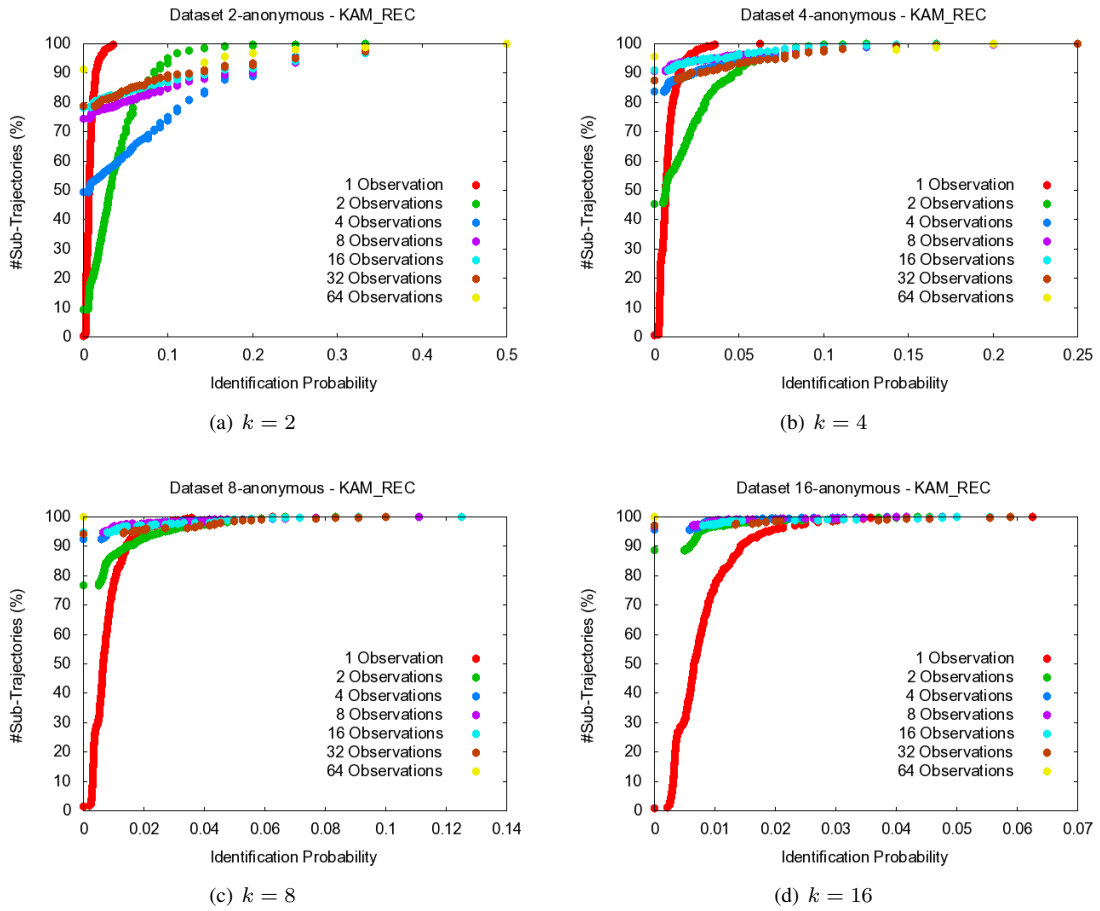 Dataset 2-anonymous - KAM_REC
100
90
80
70
60
50
40
30
20
10
0
#Sub-Trajectories (%)
1 Observation
2 Observations
4 Observations
8 Observations
16 Observations
32 Observations
64 Observations
0 0.1 0.2 0.3 0.4 0.5
Identification Probability
(a) k = 2
Dataset 4-anonymous - KAM_REC
100
90
80
70
60
50
40
30
20
10
0
#Sub-Trajectories (%)
1 Observation
2 Observations
4 Observations
8 Observations
16 Observations
32 Observations
64 Observations
0 0.05 0.1 0.15 0.2 0.25
Identification Probability
(b) k = 4
Dataset 8-anonymous - KAM_REC
100
90
80
70
60
50
40
30
20
10
0
#Sub-Trajectories (%)
1 Observation
2 Observations
4 Observations
8 Observations
16 Observations
32 Observations
64 Observations
0 0.02 0.04 0.06 0.08 0.1 0.12 0.14
Identification Probability
(c) k = 8
Dataset 16-anonymous - KAM_REC
100
90
80
70
60
50
40
30
20
10
0
#Sub-Trajectories (%)
1 Observation
2 Observations
4 Observations
8 Observations
16 Observations
32 Observations
64 Observations
0 0.01 0.02 0.03 0.04 0.05 0.06 0.07
Identification Probability
(d) k = 16